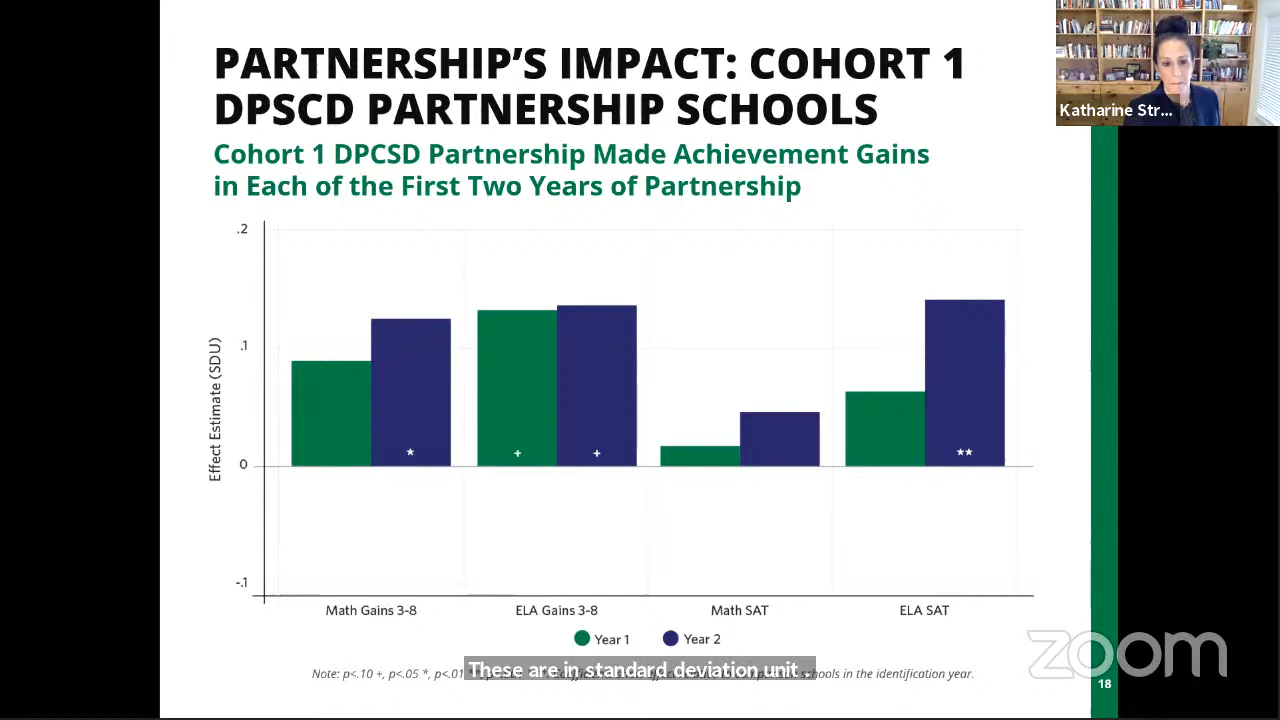 PARTNERSHIP'S IMPACT: COHORT 1
DPSCD PARTNERSHIP SCHOOLS
Cohort 1 DPCSD Partnership Made Achievement Gains
in Each of the First Two Years of Partnership
Katharine Str...
.2
.1
0
-.1
Effect Estimate (SDU)
*
+
+
**
Math Gains 3-8
ELA Gains 3-8
Math SAT
ELA SAT
Year 1
Year 2
Note: p<.10 +, p<.05 *, p<.01 schools in the identification year.
These are in standard deviation unit .
zoom
18